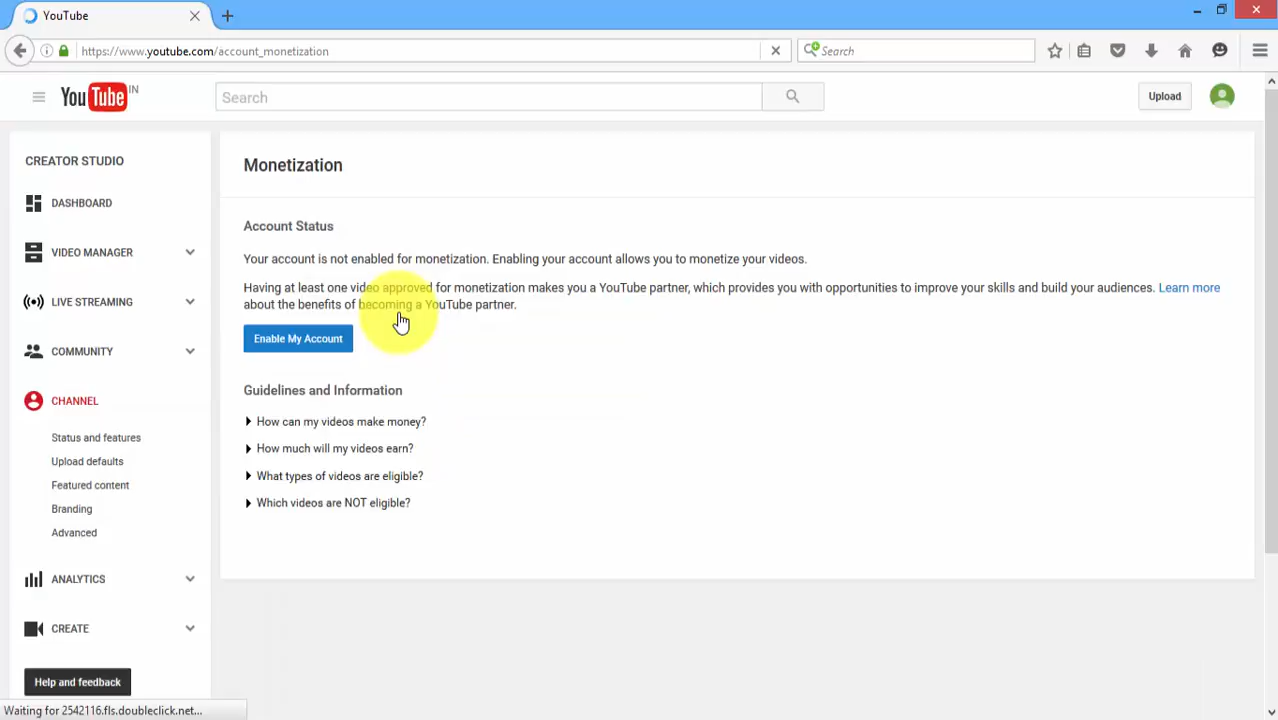 YouTube
https://www.youtube.com/account_monetization
Search
YouTube IN
Search
Upload
CREATOR STUDIO
DASHBOARD
VIDEO MANAGER
LIVE STREAMING
COMMUNITY
CHANNEL
Status and features
Upload defaults
Featured content
Branding
Advanced
ANALYTICS
CREATE
Help and feedback
Monetization
Account Status
Your account is not enabled for monetization. Enabling your account allows you to monetize your videos.
Having at least one video approved for monetization makes you a YouTube partner, which provides you with opportunities to improve your skills and build your audiences. Learn more
about the benefits of becoming a YouTube partner.
Enable My Account
Guidelines and Information
How can my videos make money?
How much will my videos earn?
What types of videos are eligible?
Which videos are NOT eligible?
Waiting for 2542116.fls.doubleclick.net...